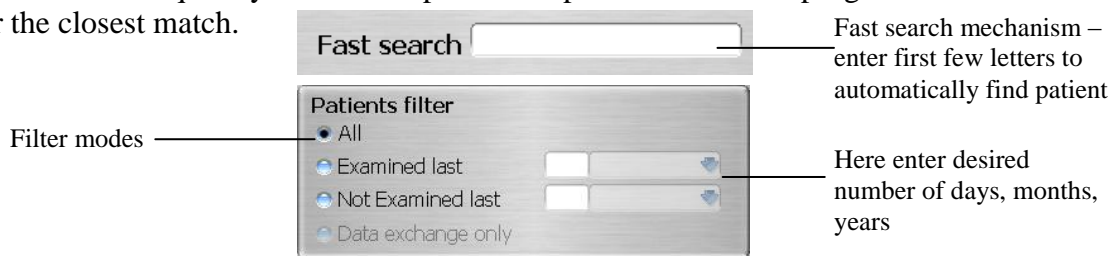 r the closest match.
Fast search
Fast search mechanism –
enter first few letters to
automatically find patient
Patients filter
Filter modes
All
Examined last
Not Examined last
Data exchange only
Here enter desired
number of days, months,
years